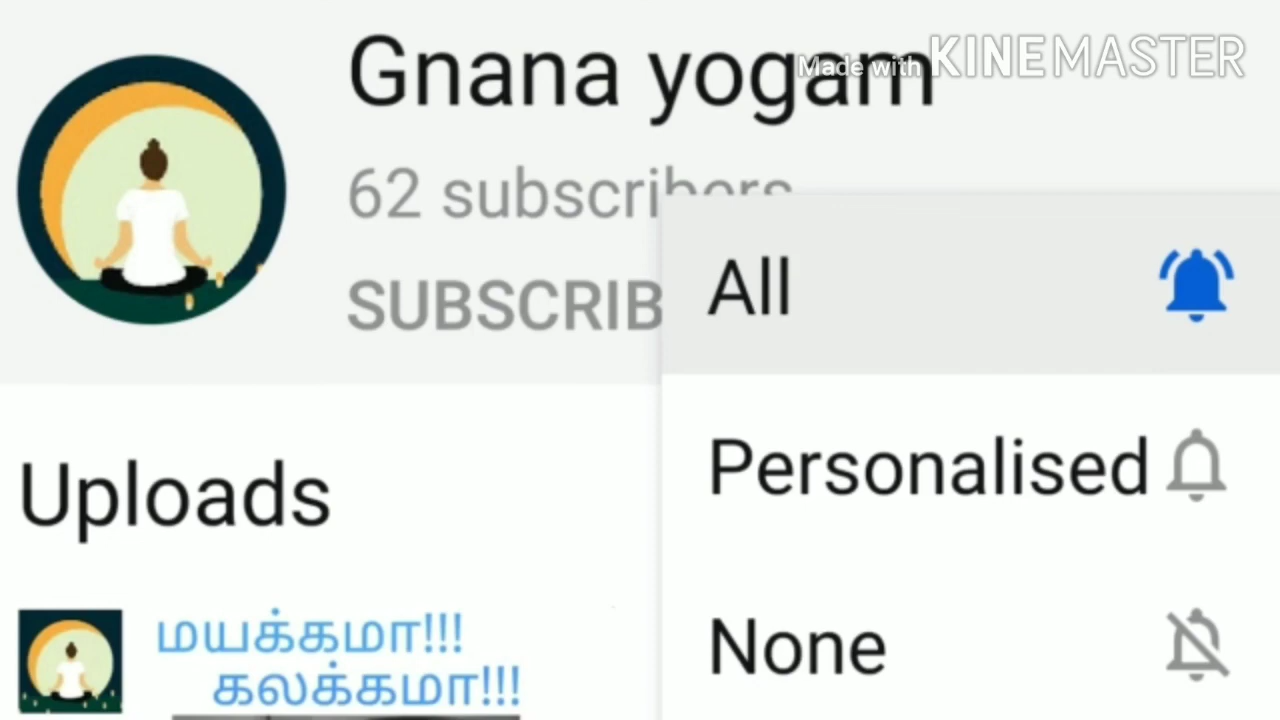 Gnana yogam
Made with KINEMASTER
62 subscribers
SUBSCRIB
All
Personalised
None
Uploads
மயக்கமா!!!
கலக்கமா!!!